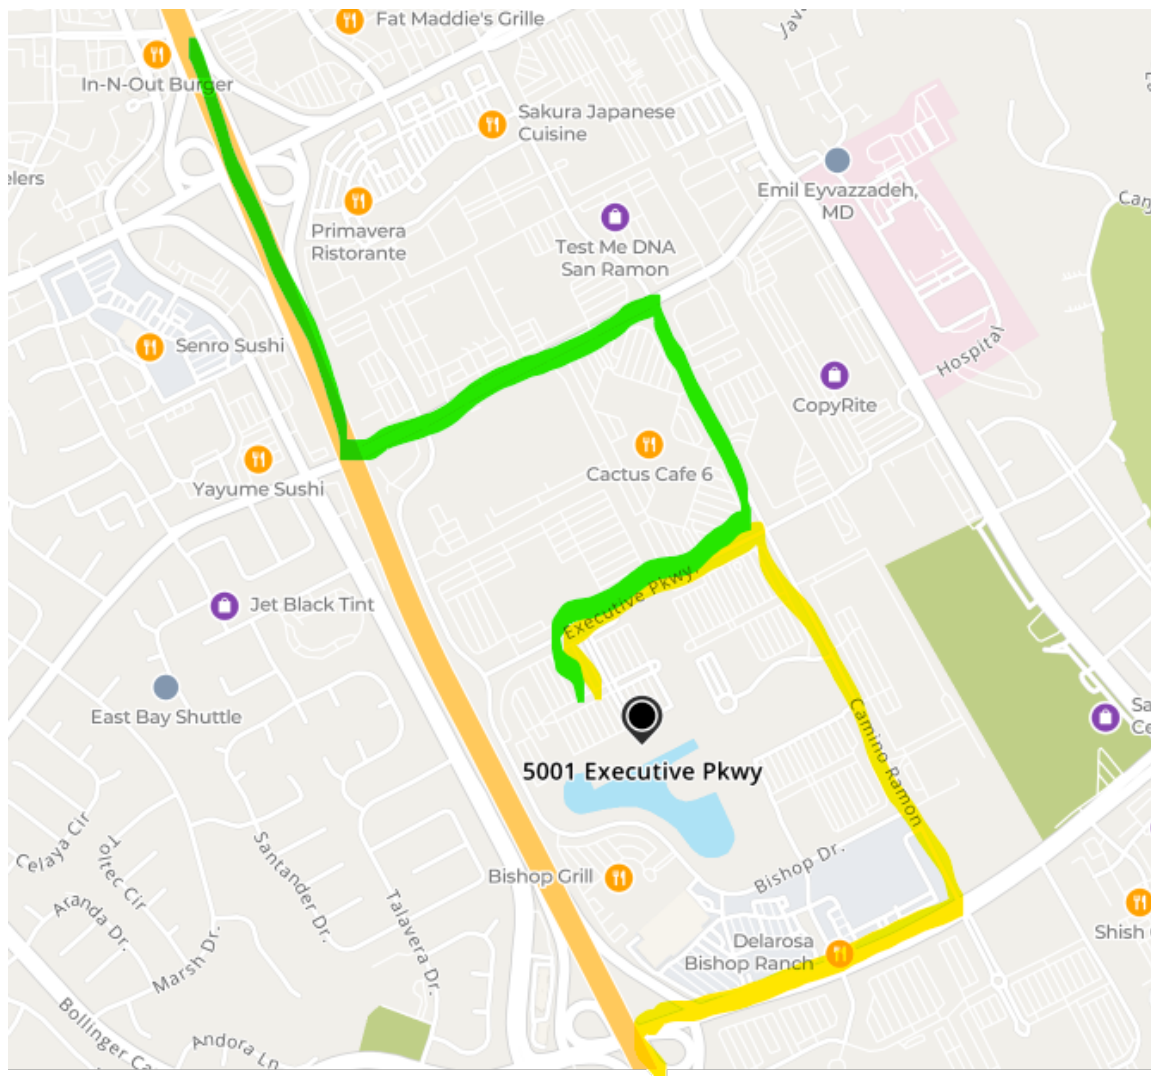 Fat Maddie's Grille
In-N-Out Burger
Sakura Japanese
Cuisine
elers
Emil Eyvazzadeh,
MD
Primavera
Ristorante
Test Me DNA
San Ramon
Senro Sushi
Hospital
CopyRite
Cactus Cafe 6
Yayume Sushi
Executive Pkwy.
Jet Black Tint
East Bay Shuttle
Camino Ramon
Sa
Ce
5001 Executive Pkwy
Celaya Cir
Toltec Cir
Santander Dr.
Bishop Dr.
Bishop Grill
Aranda Dr.
Talavera Dr.
Marsh Dr.
Delarosa
Bishop Ranch
Shish
Bollinger Ca
Andora Ln.